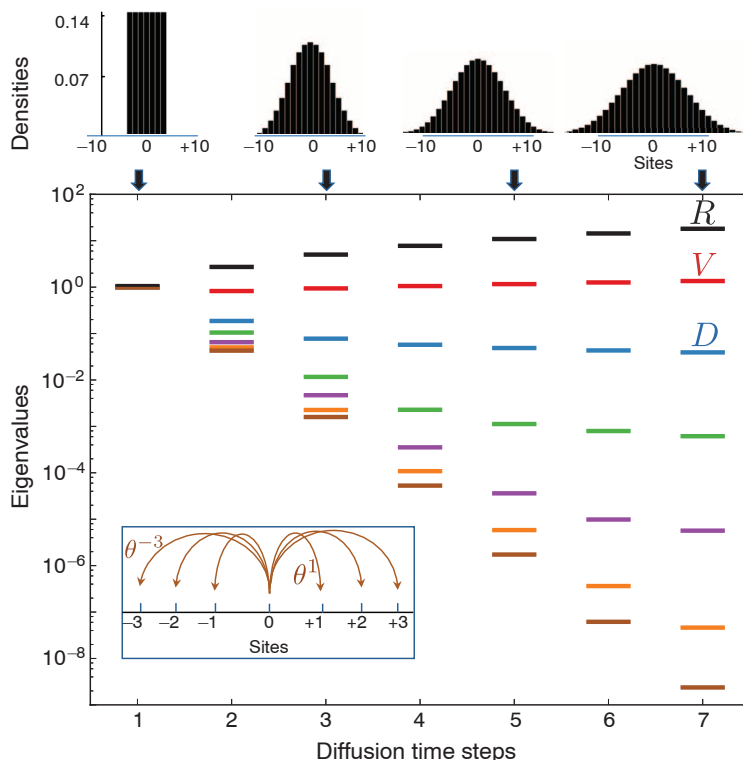 0.14
0.07
Densities
−10 0 +10
−10 0 +10
−10 0 +10
−10 0 +10
Sites
10²
10⁰
10⁻²
10⁻⁴
10⁻⁶
10⁻⁸
Eigenvalues
R
V
D
θ⁻³
θ¹
−3 −2 −1 0 +1 +2 +3
Sites
1 2 3 4 5 6 7
Diffusion time steps